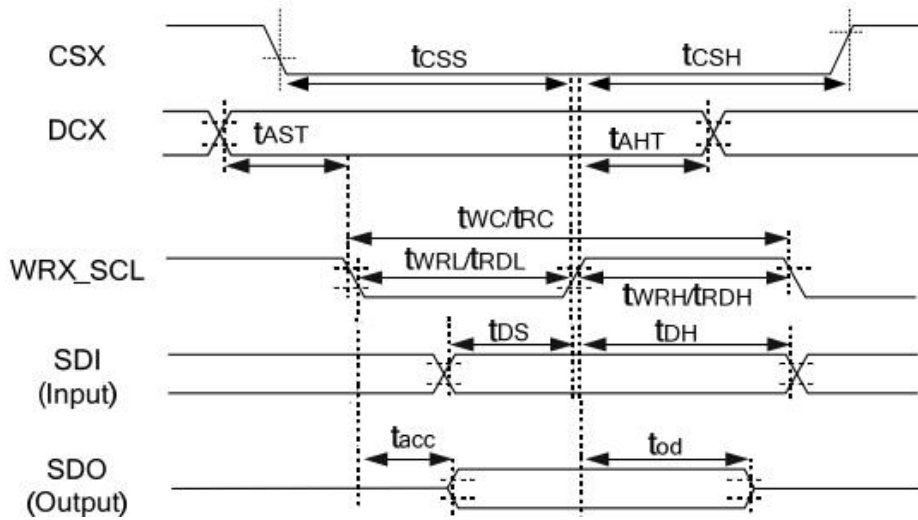 CSX
tCSS
tCSH
DCX
tAST
tAHT
tWC/tRC
WRX_SCL
tWRL/tRDL
tWRH/tRDH
SDI
(Input)
tDS
tDH
SDO
(Output)
tacc
tod